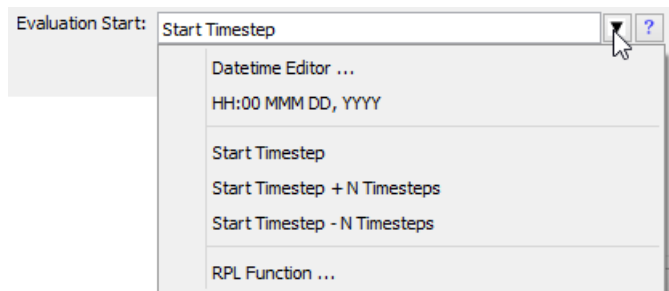 Evaluation Start: Start Timestep ?
Datetime Editor ...
HH:00 MMM DD, YYYY
Start Timestep
Start Timestep + N Timesteps
Start Timestep - N Timesteps
RPL Function ...